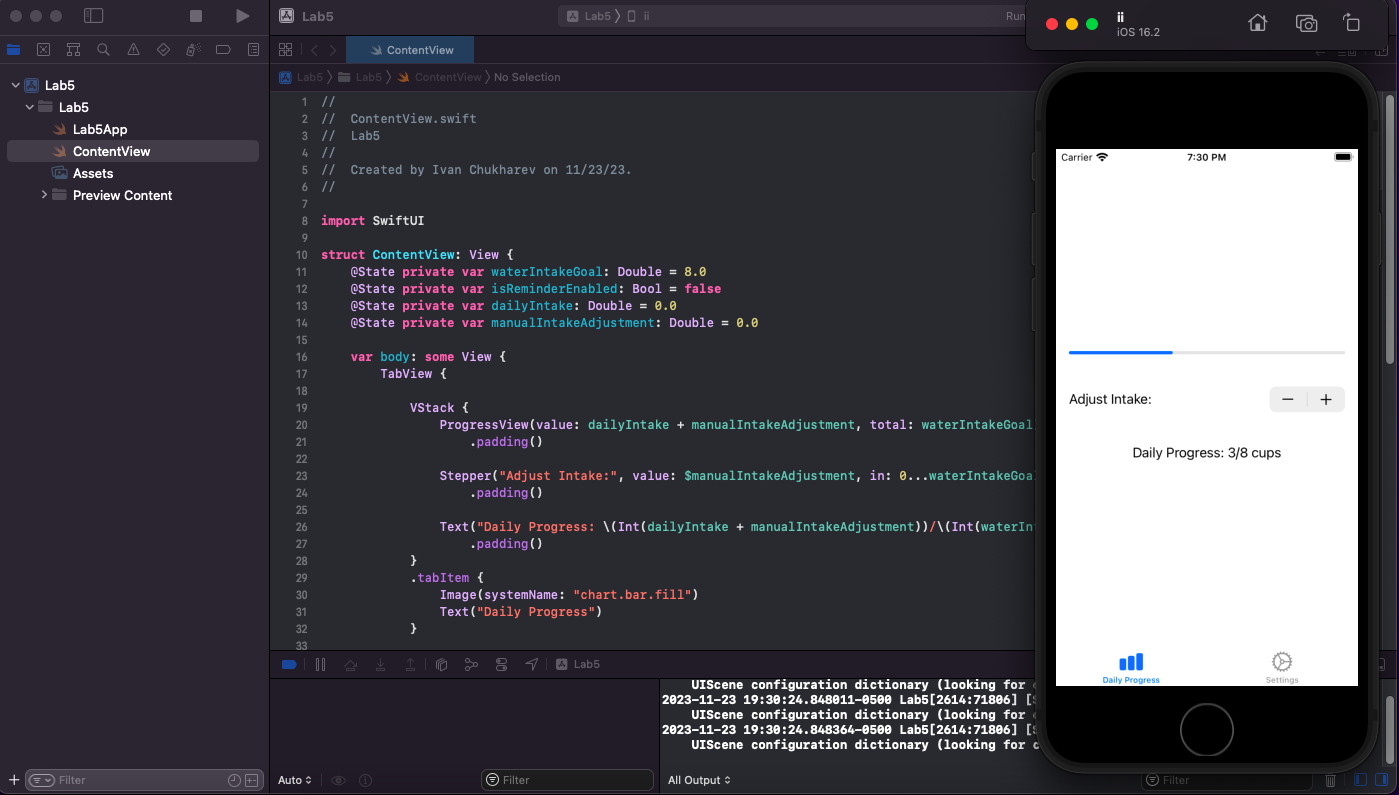 Lab5
Lab5 〉 ii
Run
ii
iOS 16.2
ContentView
Lab5 〉 Lab5 〉 ContentView 〉 No Selection
Lab5
Lab5
Lab5App
ContentView
Assets
Preview Content
1 //
2 //  ContentView.swift
3 //  Lab5
4 //
5 //  Created by Ivan Chukharev on 11/23/23.
6 //
7
8 import SwiftUI
9
10 struct ContentView: View {
11     @State private var waterIntakeGoal: Double = 8.0
12     @State private var isReminderEnabled: Bool = false
13     @State private var dailyIntake: Double = 0.0
14     @State private var manualIntakeAdjustment: Double = 0.0
15
16     var body: some View {
17         TabView {
18
19             VStack {
20                 ProgressView(value: dailyIntake + manualIntakeAdjustment, total: waterIntakeGoal
21                     .padding()
22
23                 Stepper("Adjust Intake:", value: $manualIntakeAdjustment, in: 0...waterIntakeGoa
24                     .padding()
25
26                 Text("Daily Progress: \(Int(dailyIntake + manualIntakeAdjustment))/\(Int(waterIn
27                     .padding()
28             }
29             .tabItem {
30                 Image(systemName: "chart.bar.fill")
31                 Text("Daily Progress")
32             }
33
Carrier 7:30 PM
Adjust Intake: − +
Daily Progress: 3/8 cups
Daily Progress Settings
Lab5
UIScene configuration dictionary (looking for
2023-11-23 19:30:24.848011-0500 Lab5[2614:71806]
UIScene configuration dictionary (looking for
2023-11-23 19:30:24.848364-0500 Lab5[2614:71806]
UIScene configuration dictionary (looking for
Filter
Auto
Filter
All Output
Filter